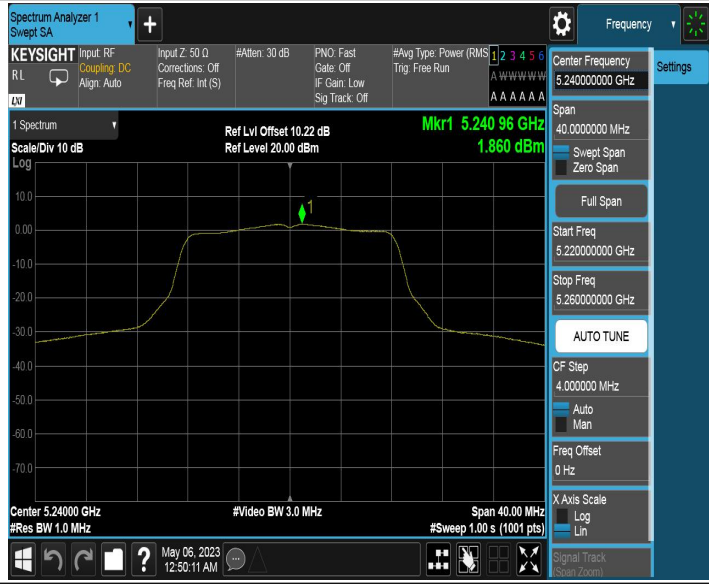 Spectrum Analyzer 1
Swept SA
+
Frequency
KEYSIGHT
RL
LXI
Input: RF
Coupling: DC
Align: Auto
Input Z: 50 Ω
Corrections: Off
Freq Ref: Int (S)
#Atten: 30 dB
PNO: Fast
Gate: Off
IF Gain: Low
Sig Track: Off
#Avg Type: Power (RMS
Trig: Free Run
1 2 3 4 5 6
A W W W W W
A A A A A A
Center Frequency
5.240000000 GHz
Settings
Span
40.0000000 MHz
Swept Span
Zero Span
Full Span
Start Freq
5.220000000 GHz
Stop Freq
5.260000000 GHz
AUTO TUNE
CF Step
4.000000 MHz
Auto
Man
Freq Offset
0 Hz
X Axis Scale
Log
Lin
Signal Track
(Span Zoom)
1 Spectrum
Scale/Div 10 dB
Log
Ref Lvl Offset 10.22 dB
Ref Level 20.00 dBm
Mkr1 5.240 96 GHz
1.860 dBm
1
10.0
0.00
-10.0
-20.0
-30.0
-40.0
-50.0
-60.0
-70.0
Center 5.24000 GHz
#Res BW 1.0 MHz
#Video BW 3.0 MHz
Span 40.00 MHz
#Sweep 1.00 s (1001 pts)
?
May 06, 2023
12:50:11 AM